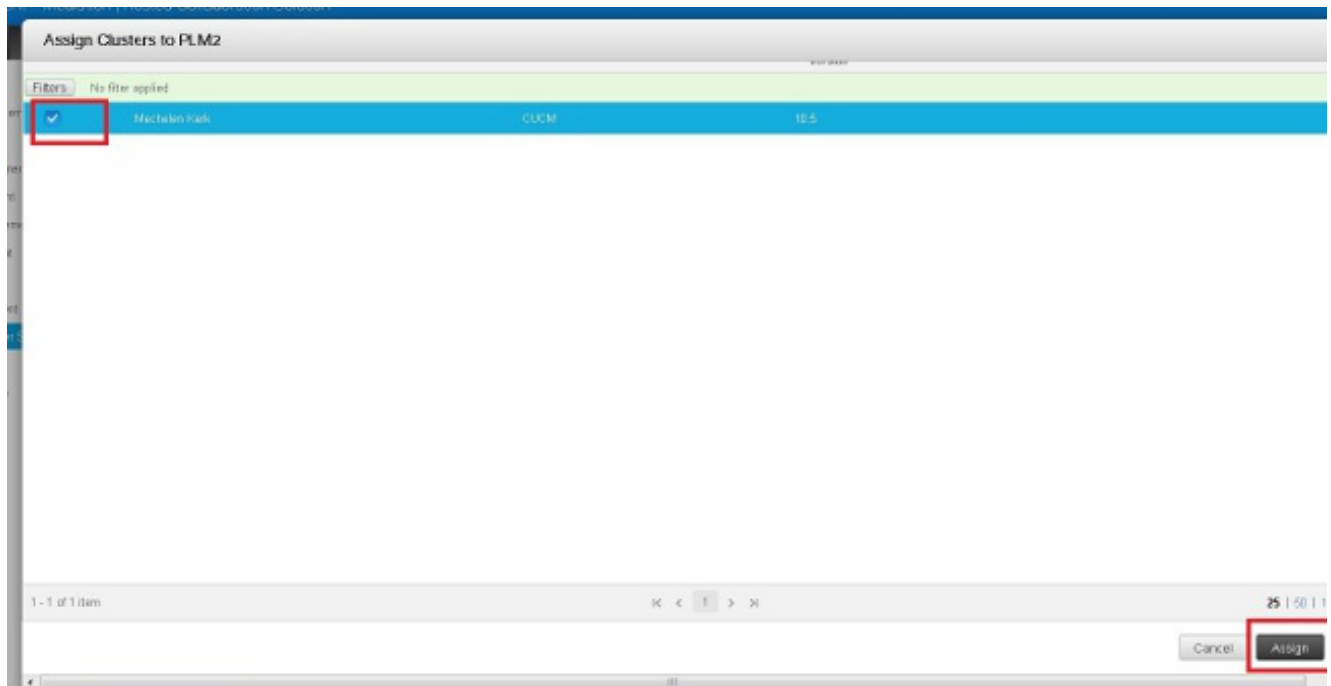 Assign Clusters to PLM2
Filters No filter applied
Mechelen Kerk CUCM 10.5
1 - 1 of 1 item 1 25 | 50 | 1
Cancel Assign